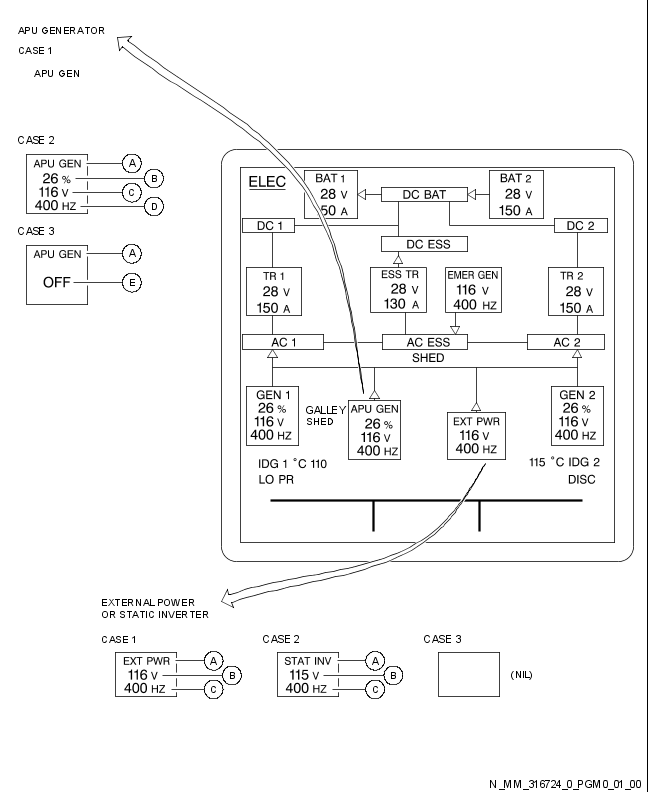 APU GENERATOR
CASE 1
APU GEN
CASE 2
APU GEN
26 %
116 V
400 HZ
A
B
C
D
CASE 3
APU GEN
OFF
A
E
ELEC
BAT 1
28 V
50 A
DC BAT
BAT 2
28 V
150 A
DC 1
DC ESS
DC 2
TR 1
28 V
150 A
ESS TR
28 V
130 A
EMER GEN
116 V
400 HZ
TR 2
28 V
150 A
AC 1
AC ESS
AC 2
SHED
GEN 1
26 %
116 V
400 HZ
GALLEY
SHED
APU GEN
26 %
116 V
400 HZ
EXT PWR
116 V
400 HZ
GEN 2
26 %
116 V
400 HZ
IDG 1 °C 110
LO PR
115 °C IDG 2
DISC
EXTERNAL POWER
OR STATIC INVERTER
CASE 1
EXT PWR
116 V
400 HZ
A
B
C
CASE 2
STAT INV
115 V
400 HZ
A
B
C
CASE 3
(NIL)
N_MM_316724_0_PGM0_01_00